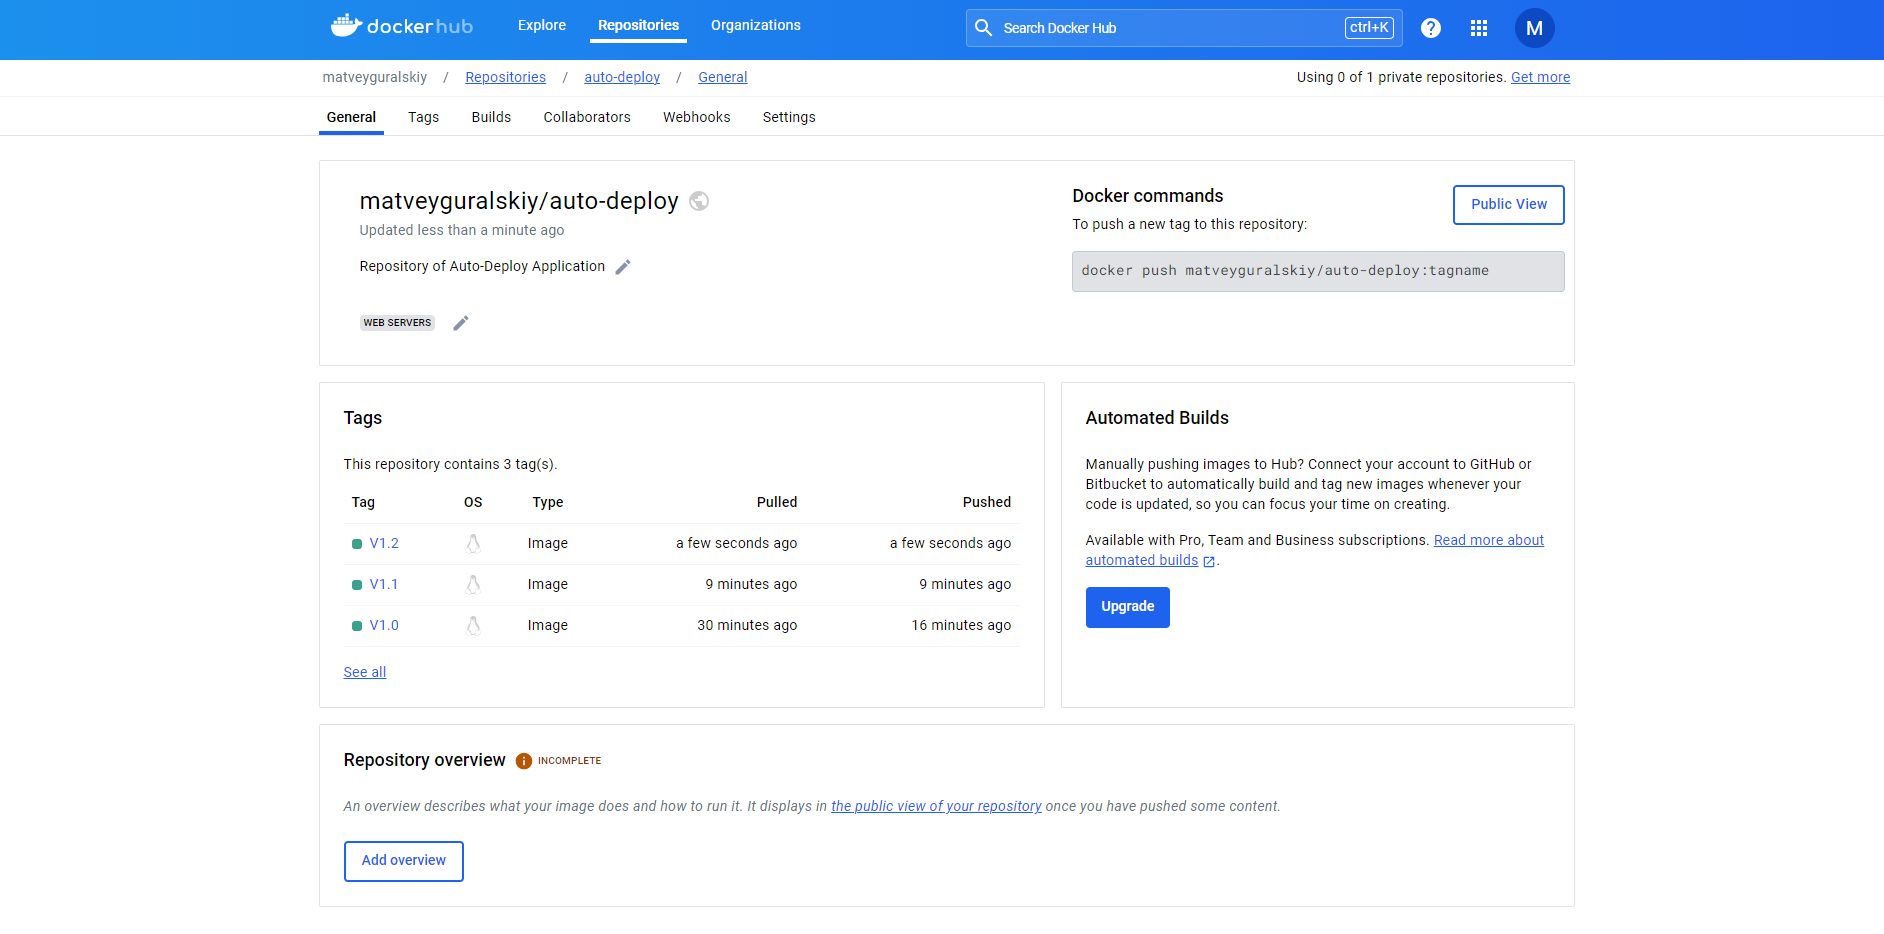 dockerhub Explore Repositories Organizations Search Docker Hub ctrl+K ? M
matveyguralskiy / Repositories / auto-deploy / General Using 0 of 1 private repositories. Get more
General Tags Builds Collaborators Webhooks Settings
matveyguralskiy/auto-deploy
Updated less than a minute ago
Repository of Auto-Deploy Application
WEB SERVERS
Docker commands
Public View
To push a new tag to this repository:
docker push matveyguralskiy/auto-deploy:tagname
Tags
This repository contains 3 tag(s).
Tag OS Type Pulled Pushed
V1.2 Image a few seconds ago a few seconds ago
V1.1 Image 9 minutes ago 9 minutes ago
V1.0 Image 30 minutes ago 16 minutes ago
See all
Automated Builds
Manually pushing images to Hub? Connect your account to GitHub or
Bitbucket to automatically build and tag new images whenever your
code is updated, so you can focus your time on creating.
Available with Pro, Team and Business subscriptions. Read more about
automated builds .
Upgrade
Repository overview i INCOMPLETE
An overview describes what your image does and how to run it. It displays in the public view of your repository once you have pushed some content.
Add overview